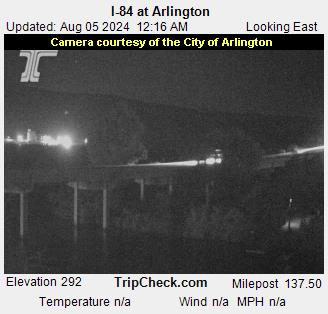 I-84 at Arlington
Updated: Aug 05 2024 12:16 AM Looking East
Camera courtesy of the City of Arlington
Elevation 292 TripCheck.com Milepost 137.50
Temperature n/a Wind n/a MPH n/a